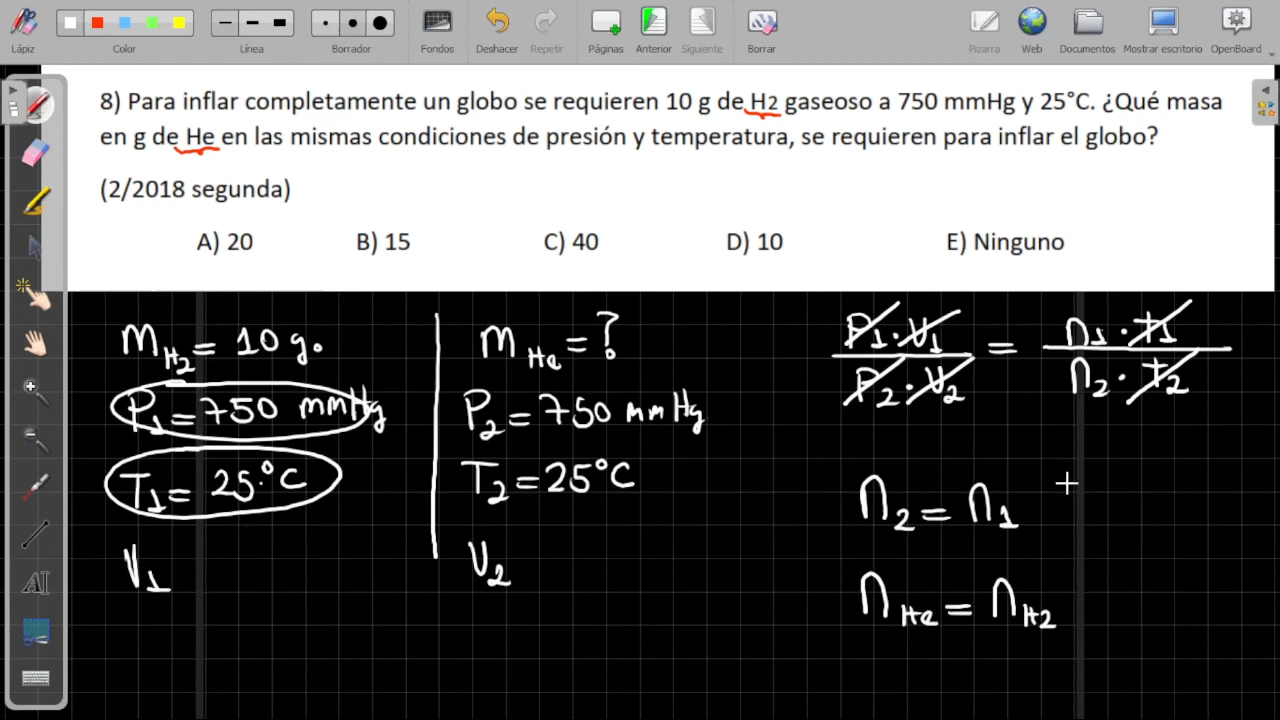 Lápiz Color Línea Borrador Fondos Deshacer Repetir Páginas Anterior Siguiente Borrar Pizarra Web Documentos Mostrar escritorio OpenBoard
8) Para inflar completamente un globo se requieren 10 g de H2 gaseoso a 750 mmHg y 25°C. ¿Qué masa
en g de He en las mismas condiciones de presión y temperatura, se requieren para inflar el globo?
(2/2018 segunda)
A) 20 B) 15 C) 40 D) 10 E) Ninguno
m H2 = 10 g.
P1 = 750 mmHg
T1 = 25°C
V1
m He = ?
P2 = 750 mmHg
T2 = 25°C
V2
P1 · V1 = n1 · t1
P2 · V2 n2 · t2
n2 = n1
n He = n H2
AI